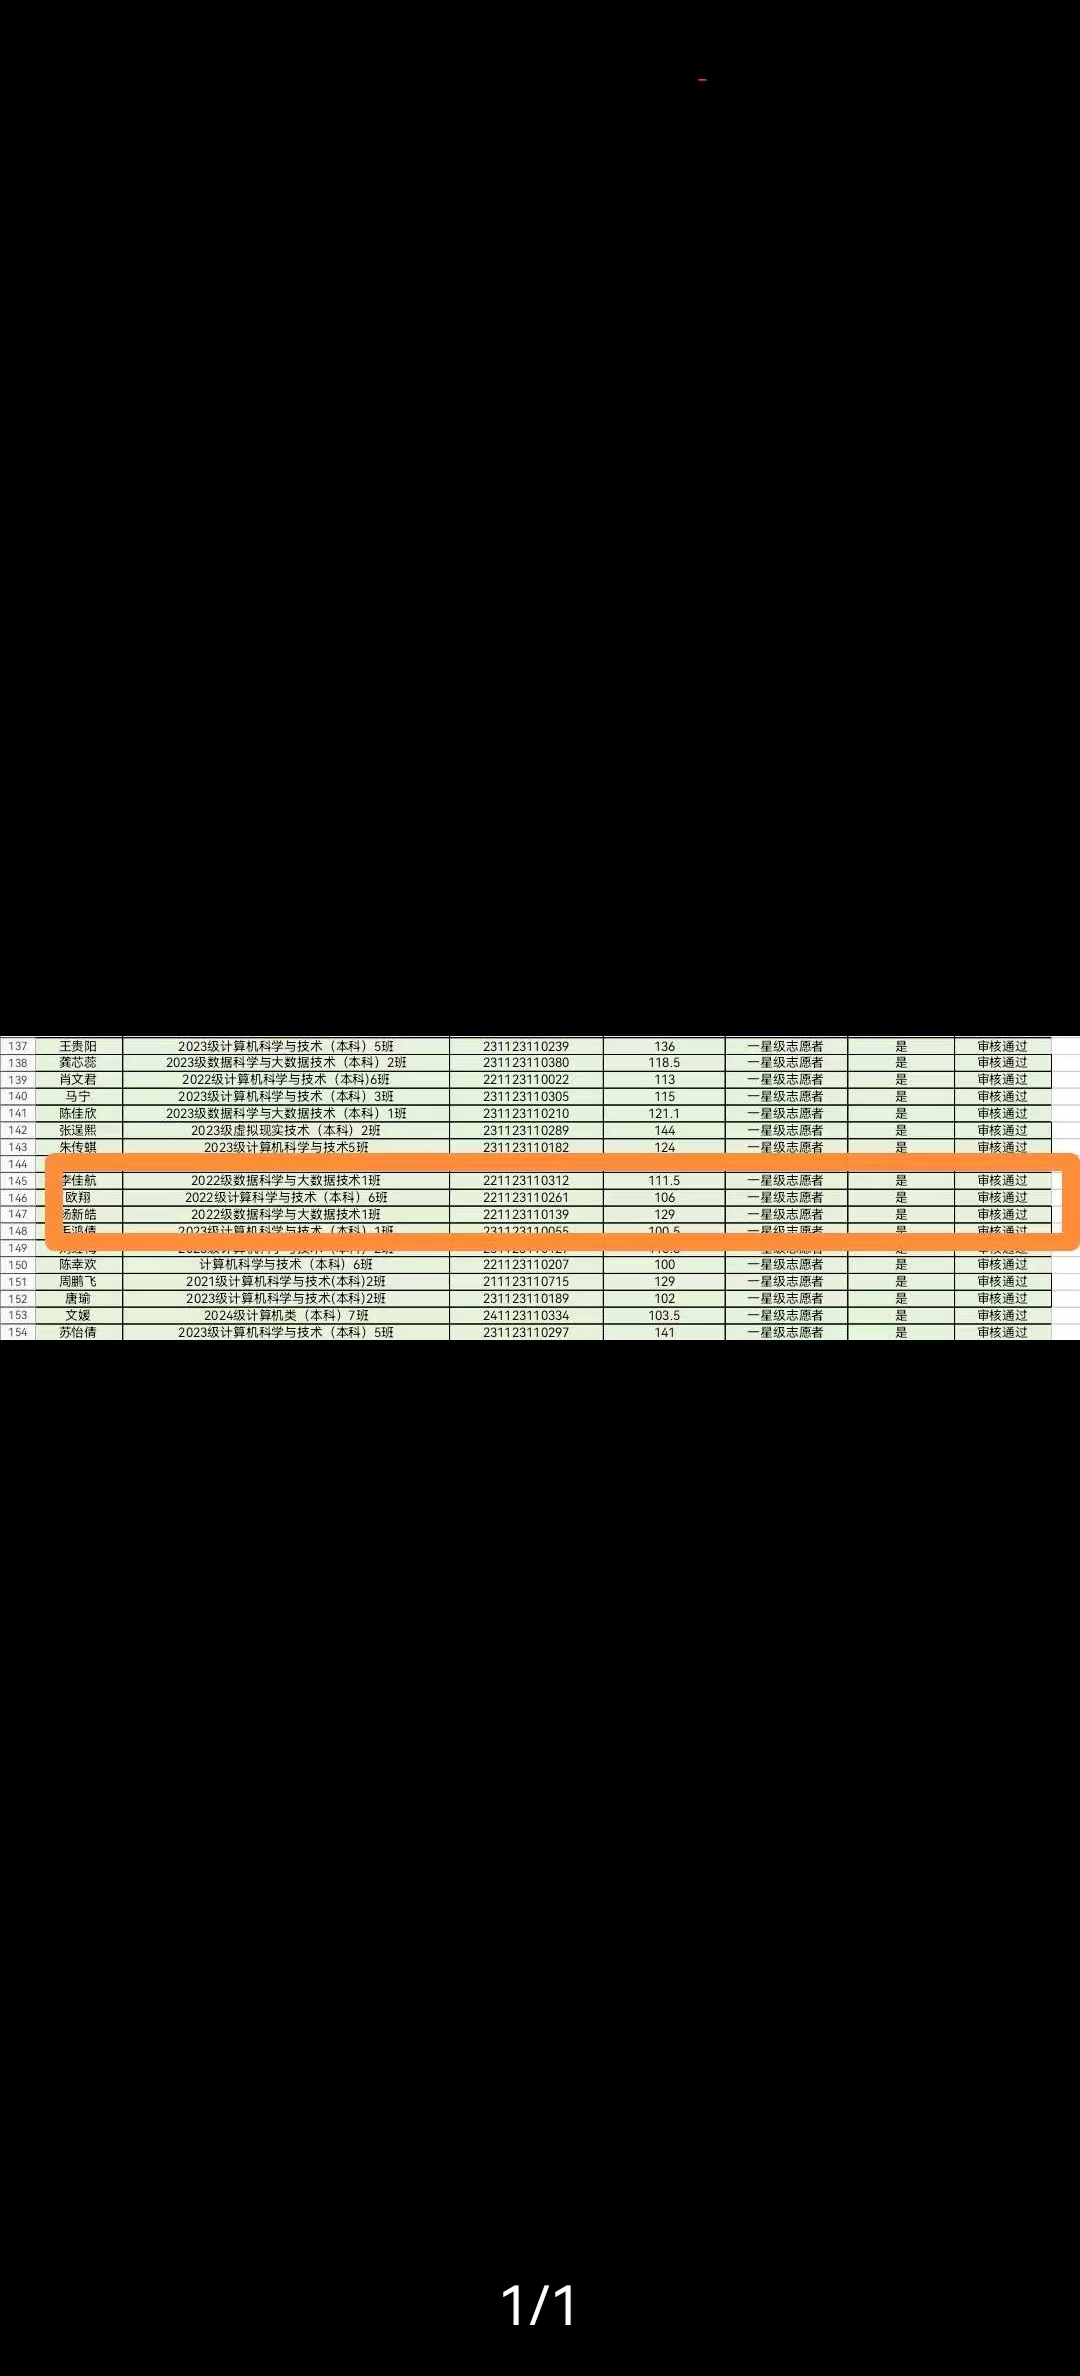 137 王贵阳 2023级计算机科学与技术（本科）5班 231123110239 136 一星级志愿者 是 审核通过
138 龚芯蕊 2023级数据科学与大数据技术（本科）2班 231123110380 118.5 一星级志愿者 是 审核通过
139 肖文君 2022级计算机科学与技术（本科)6班 221123110022 113 一星级志愿者 是 审核通过
140 马宁 2023级计算机科学与技术（本科）3班 231123110305 115 一星级志愿者 是 审核通过
141 陈佳欣 2023级数据科学与大数据技术（本科）1班 231123110210 121.1 一星级志愿者 是 审核通过
142 张逞熙 2023级虚拟现实技术（本科）2班 231123110289 144 一星级志愿者 是 审核通过
143 朱传蜞 2023级计算机科学与技术5班 231123110182 124 一星级志愿者 是 审核通过
144
145 李佳航 2022级数据科学与大数据技术1班 221123110312 111.5 一星级志愿者 是 审核通过
146 欧翔 2022级计算科学与技术（本科）6班 221123110261 106 一星级志愿者 是 审核通过
147 杨新皓 2022级数据科学与大数据技术1班 221123110139 129 一星级志愿者 是 审核通过
148 2023级计算机科学与技术（本科）1班 231123110055 100.5 一星级志愿者 是 审核通过
149
150 陈幸欢 计算机科学与技术（本科）6班 221123110207 100 一星级志愿者 是 审核通过
151 周鹏飞 2021级计算机科学与技术(本科)2班 211123110715 129 一星级志愿者 是 审核通过
152 唐瑜 2023级计算机科学与技术(本科)2班 231123110189 102 一星级志愿者 是 审核通过
153 文媛 2024级计算机类（本科）7班 241123110334 103.5 一星级志愿者 是 审核通过
154 苏怡倩 2023级计算机科学与技术（本科）5班 231123110297 141 一星级志愿者 是 审核通过
1/1